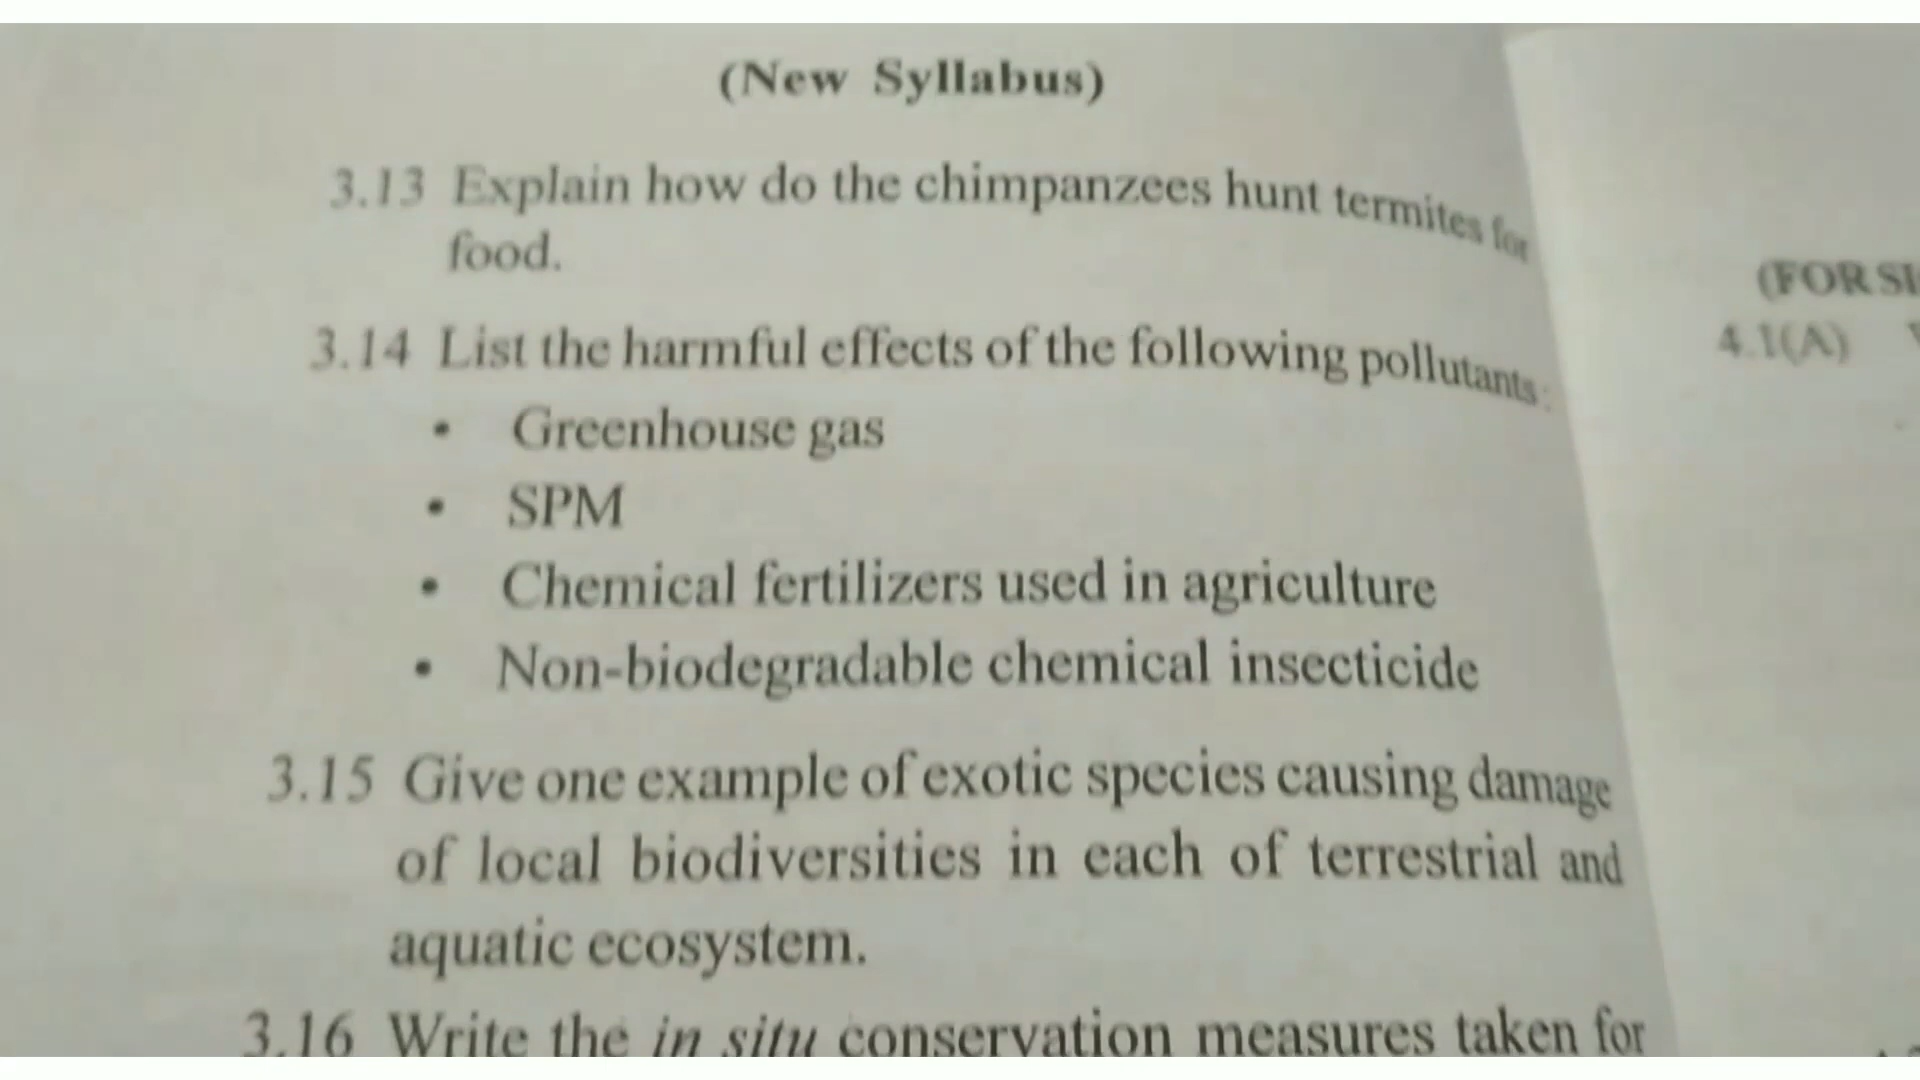 (New Syllabus)
3.13 Explain how do the chimpanzees hunt termites for
food.
3.14 List the harmful effects of the following pollutants:
• Greenhouse gas
• SPM
• Chemical fertilizers used in agriculture
• Non-biodegradable chemical insecticide
3.15 Give one example of exotic species causing damage
of local biodiversities in each of terrestrial and
aquatic ecosystem.
3.16 Write the in situ conservation measures taken for
(FOR
4.1(A)